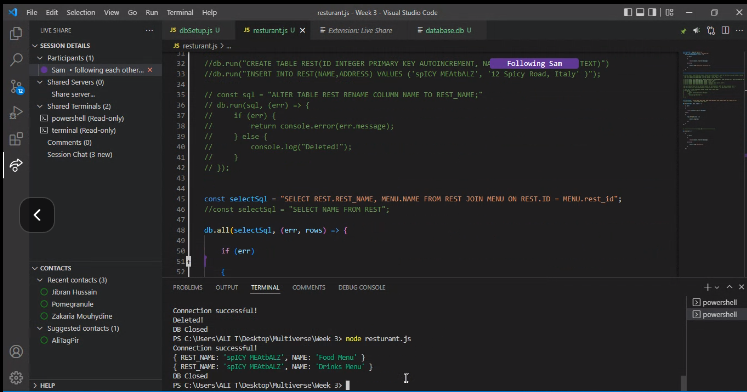 File Edit Selection View Go Run Terminal Help
resturant.js - Week 3 - Visual Studio Code
LIVE SHARE
dbSetup.js
resturant.js
Extension: Live Share
database.db
SESSION DETAILS
resturant.js > ...
Participants (1)
Sam • following each other...
Shared Servers (0)
Share server...
Shared Terminals (2)
powershell (Read-only)
terminal (Read-only)
Comments (0)
Session Chat (3 new)
12
CONTACTS
Recent contacts (3)
Jibran Hussain
Pomegranule
Zakaria Mouhydine
Suggested contacts (1)
AliTagPir
HELP
Following Sam
31
32 //db.run("CREATE TABLE REST(ID INTEGER PRIMARY KEY AUTOINCREMENT, TEXT)
33 //db.run("INSERT INTO REST(NAME,ADDRESS) VALUES ('spICY MEAtbALZ', '12 Spicy Road, Italy' )");
34
35 // const sql = "ALTER TABLE REST RENAME COLUMN NAME TO REST_NAME;"
36 // db.run(sql, (err) => {
37 // if (err) {
38 // return console.error(err.message);
39 // } else {
40 // console.log("Deleted!");
41 // }
42 // });
43
44
45 const selectSql = "SELECT REST.REST_NAME, MENU.NAME FROM REST JOIN MENU ON REST.ID = MENU.rest_id";
46 //const selectSql = "SELECT NAME FROM REST";
47
48 db.all(selectSql, (err, rows) => {
49
50 if (err)
51
52 {
PROBLEMS OUTPUT TERMINAL COMMENTS DEBUG CONSOLE
Connection successful!
Deleted!
DB Closed
PS C:\Users\ALI T\Desktop\Multiverse\Week 3> node resturant.js
Connection successful!
{ REST_NAME: 'spICY MEAtbALZ', NAME: 'Food Menu' }
{ REST_NAME: 'spICY MEAtbALZ', NAME: 'Drinks Menu' }
DB Closed
PS C:\Users\ALI T\Desktop\Multiverse\Week 3>
powershell
powershell